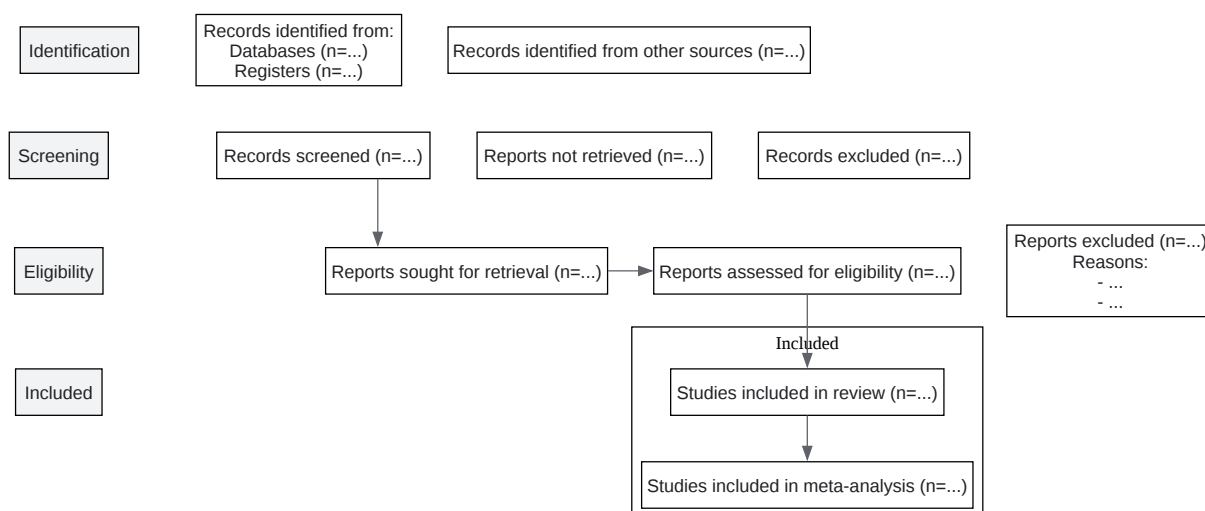 Identification
Records identified from:
Databases (n=...)
Registers (n=...)
Records identified from other sources (n=...)
Screening
Records screened (n=...)
Reports not retrieved (n=...)
Records excluded (n=...)
Eligibility
Reports sought for retrieval (n=...)
Reports assessed for eligibility (n=...)
Reports excluded (n=...)
Reasons:
- ...
- ...
Included
Included
Studies included in review (n=...)
Studies included in meta-analysis (n=...)